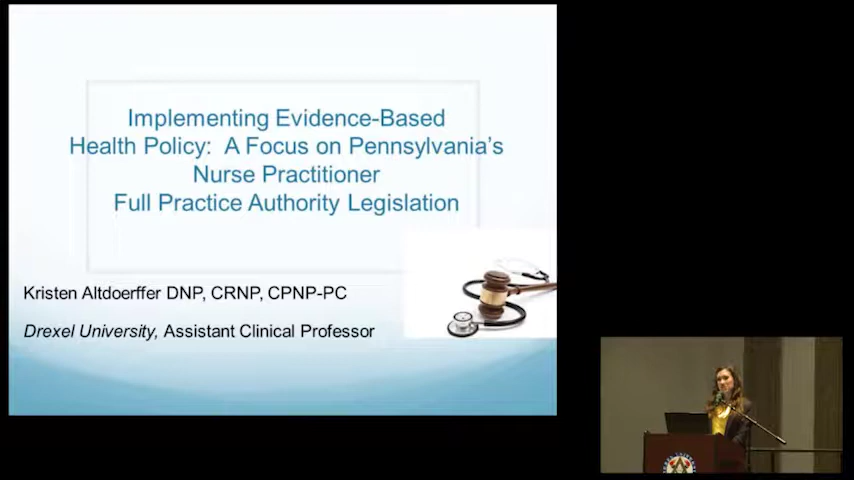 Implementing Evidence-Based
Health Policy: A Focus on Pennsylvania's
Nurse Practitioner
Full Practice Authority Legislation
Kristen Altdoerffer DNP, CRNP, CPNP-PC
Drexel University, Assistant Clinical Professor